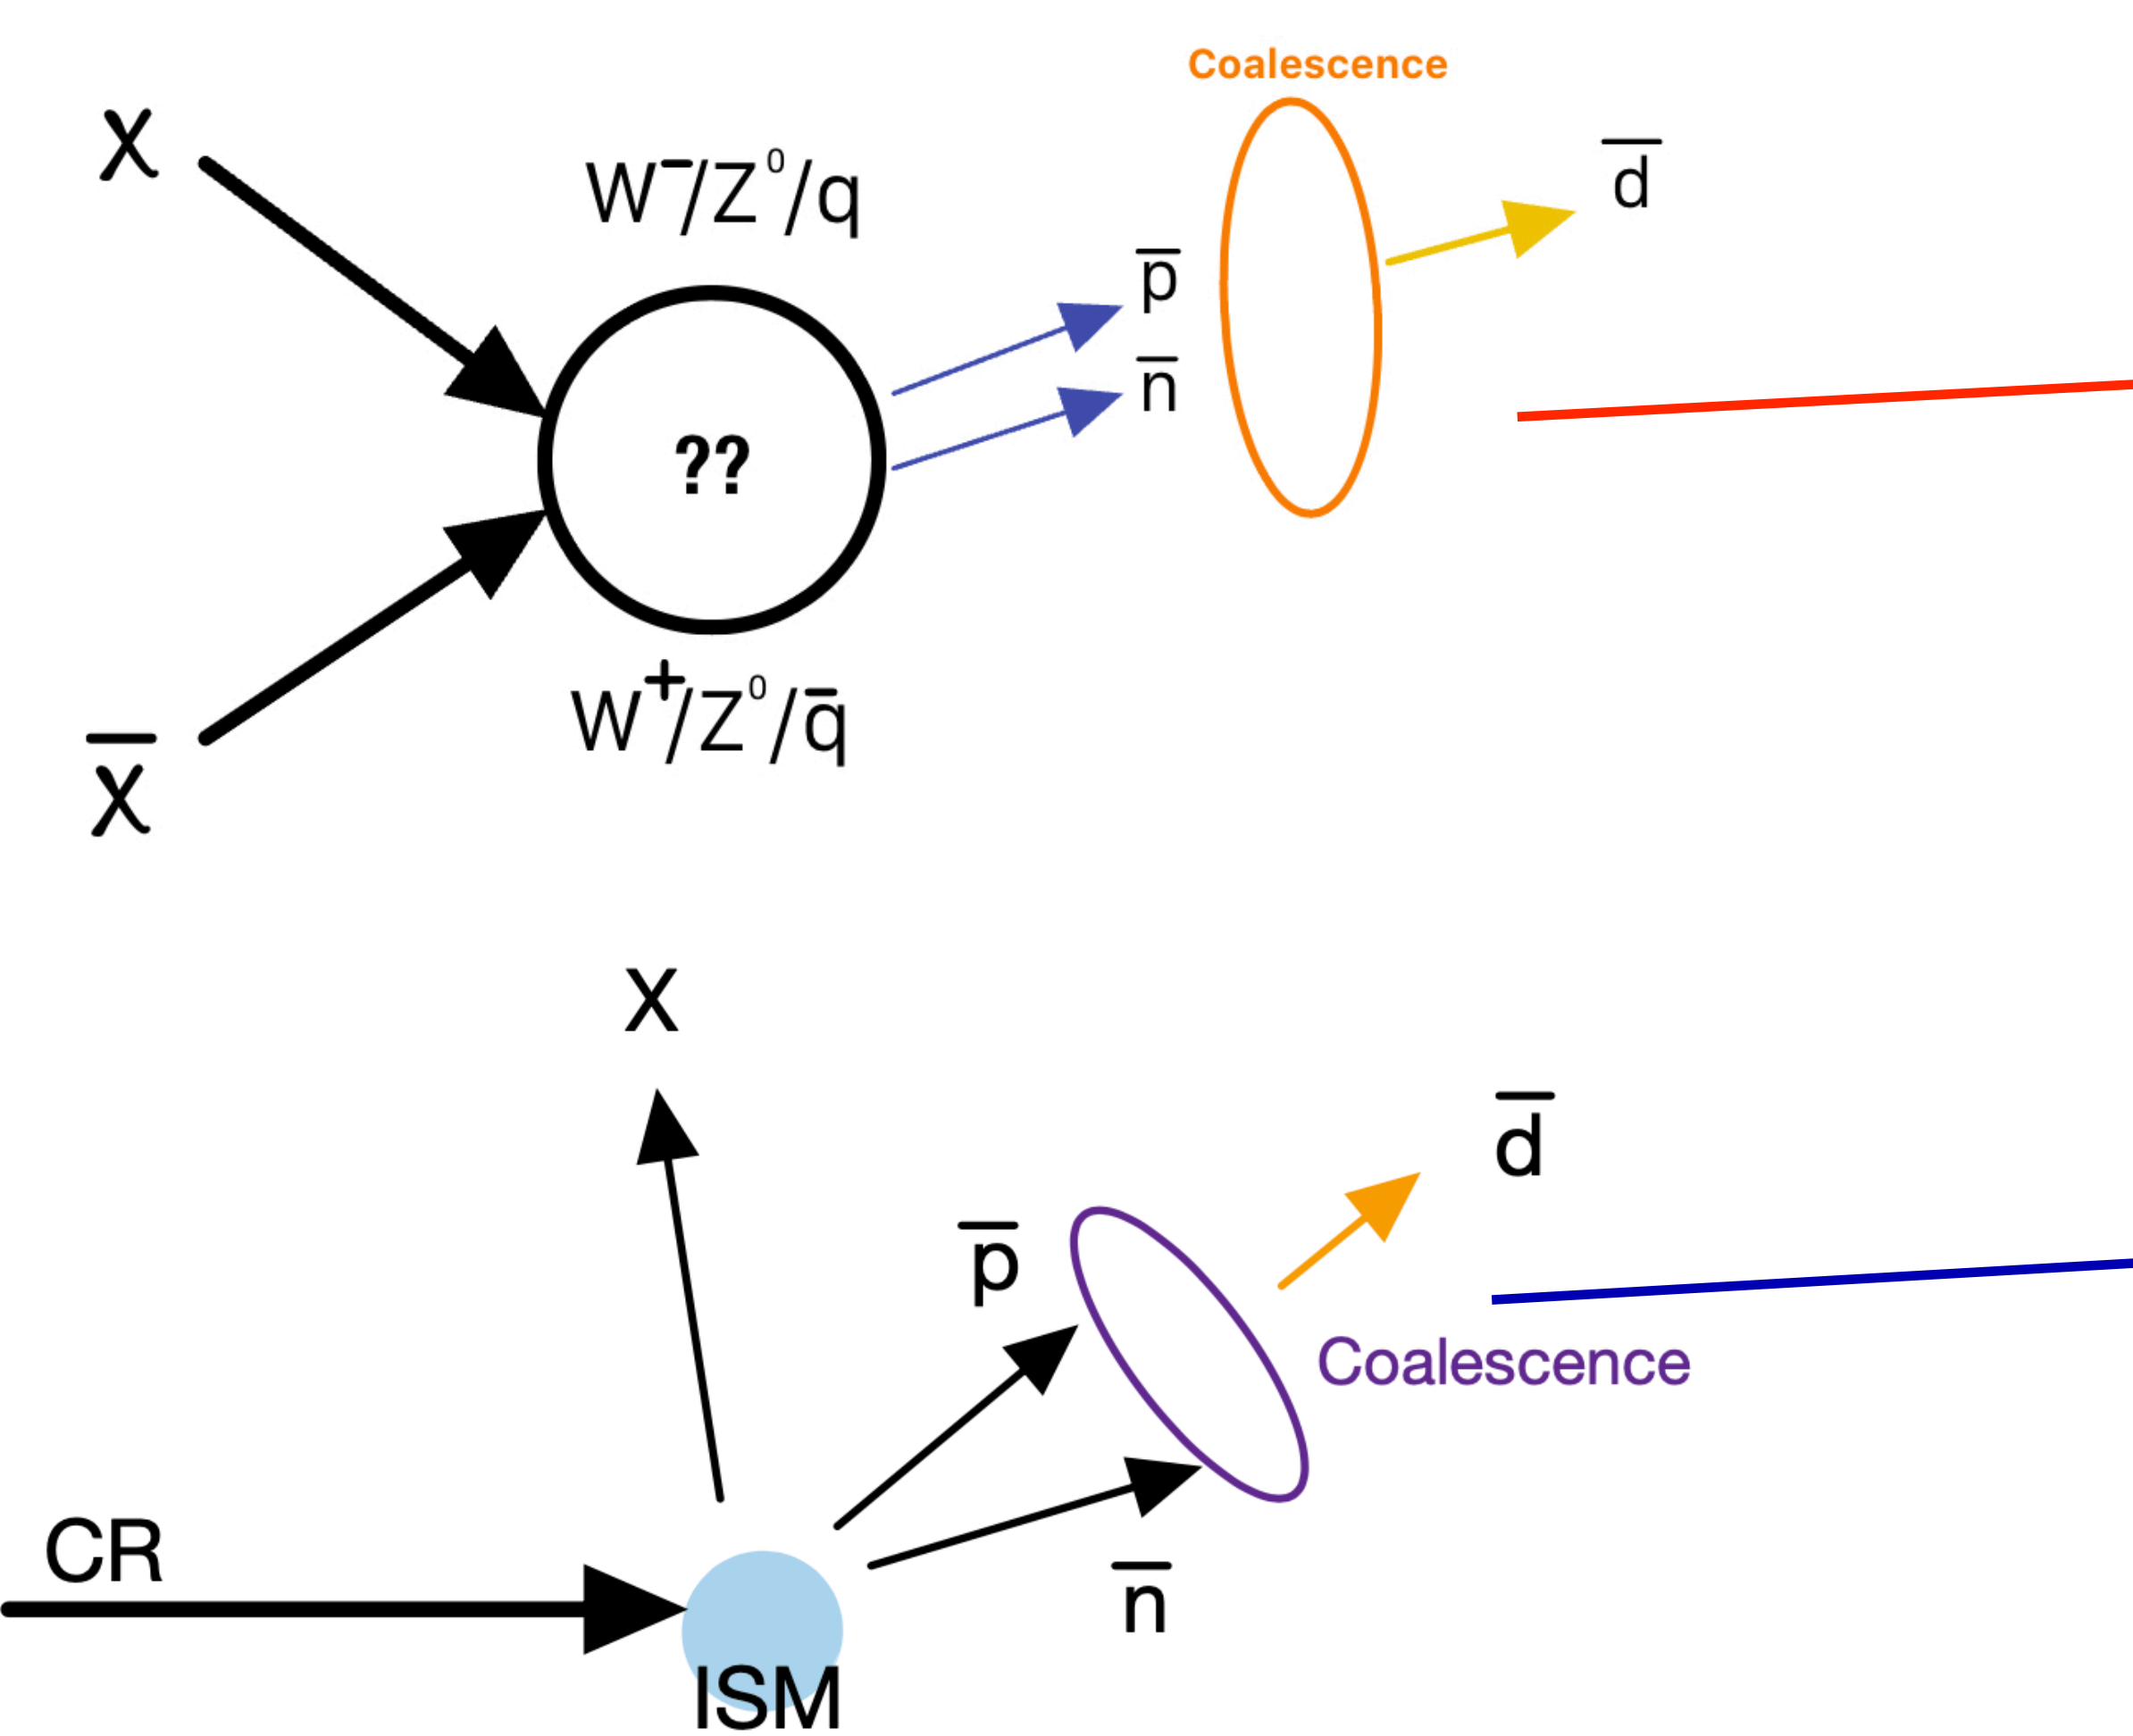 Coalescence
χ
W⁻/Z⁰/q
d̅
p̅
n̅
??
W⁺/Z⁰/q̅
χ̅
X
d̅
p̅
Coalescence
CR
n̅
ISM